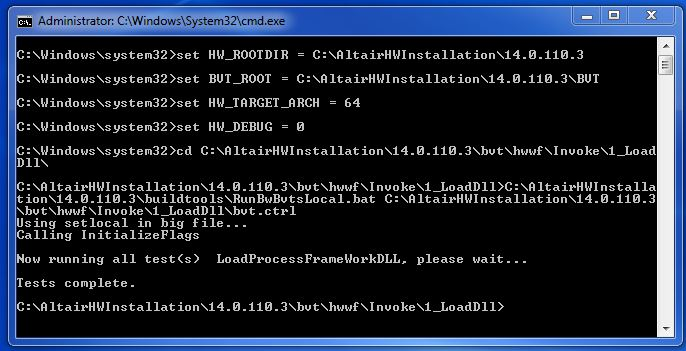 Administrator: C:\Windows\System32\cmd.exe
C:\Windows\system32>set HW_ROOTDIR = C:\AltairHWInstallation\14.0.110.3
C:\Windows\system32>set BVT_ROOT = C:\AltairHWInstallation\14.0.110.3\BVT
C:\Windows\system32>set HW_TARGET_ARCH = 64
C:\Windows\system32>set HW_DEBUG = 0
C:\Windows\system32>cd C:\AltairHWInstallation\14.0.110.3\bvt\hwwf\Invoke\1_Load
Dll\
C:\AltairHWInstallation\14.0.110.3\bvt\hwwf\Invoke\1_LoadDll>C:\AltairHWInstalla
tion\14.0.110.3\buildtools\RunBwBvtsLocal.bat C:\AltairHWInstallation\14.0.110.3
\bvt\hwwf\Invoke\1_LoadDll\bvt.ctrl
Using setlocal in big file...
Calling InitializeFlags
Now running all test(s)  LoadProcessFrameWorkDLL, please wait...
Tests complete.
C:\AltairHWInstallation\14.0.110.3\bvt\hwwf\Invoke\1_LoadDll>